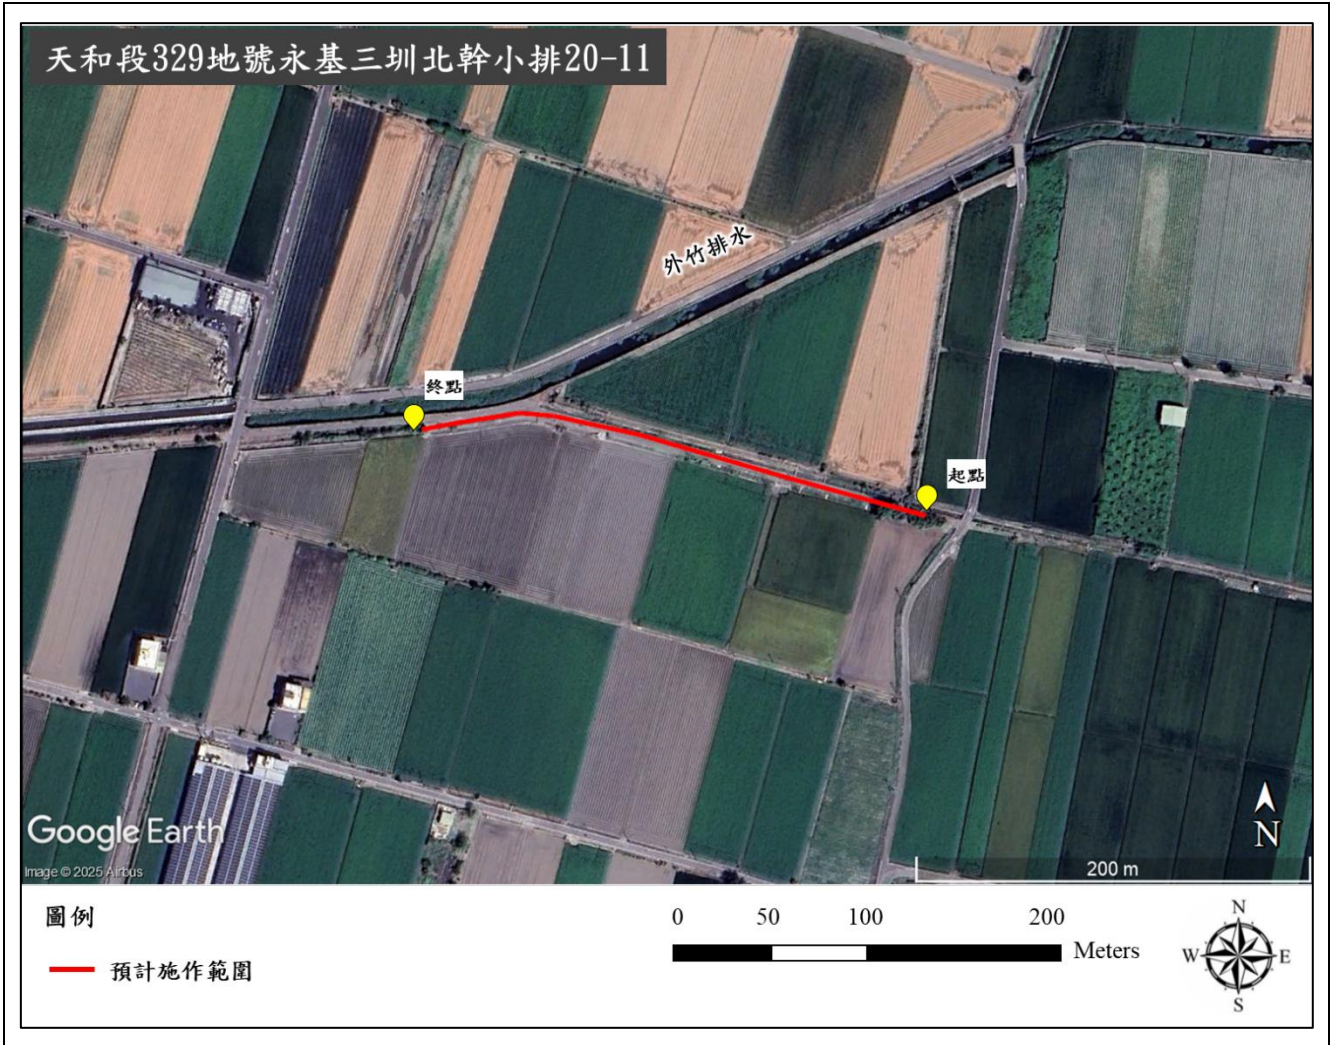 天和段329地號永基三圳北幹小排20-11
外竹排水
終點
起點
Google Earth
Image © 2025 Airbus
N
200 m
圖例
預計施作範圍
0 50 100 200
Meters
N
W E
S